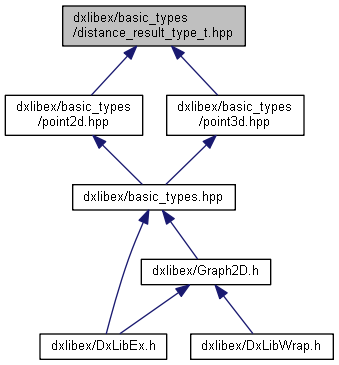 dxlibex/basic_types
/distance_result_type_t.hpp
dxlibex/basic_types
/point2d.hpp
dxlibex/basic_types
/point3d.hpp
dxlibex/basic_types.hpp
dxlibex/Graph2D.h
dxlibex/DxLibEx.h
dxlibex/DxLibWrap.h